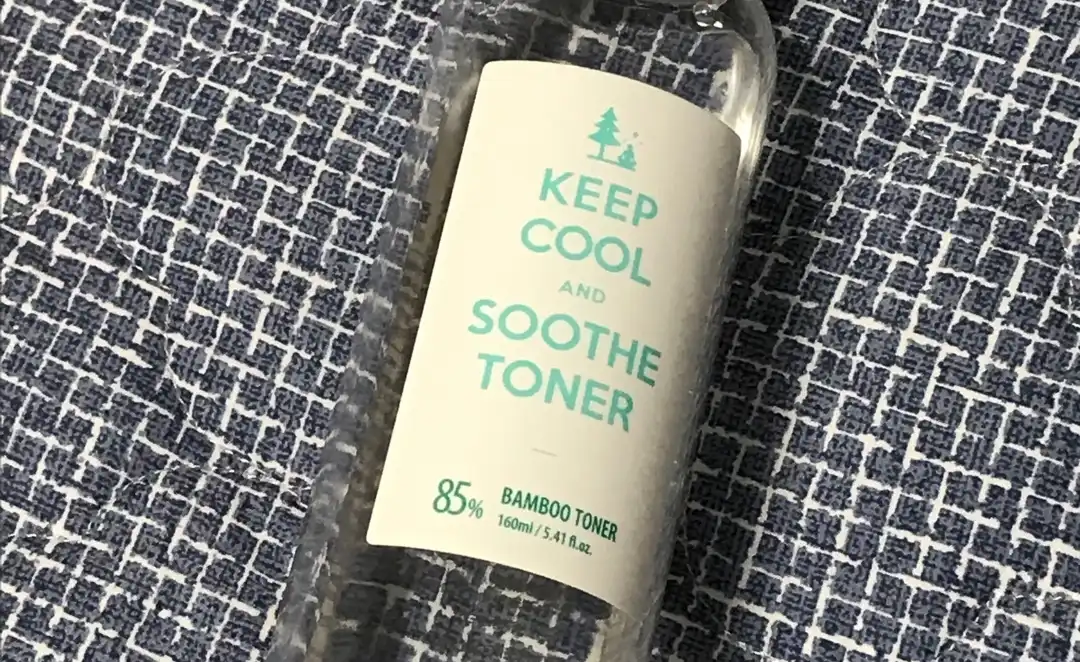 KEEP
COOL
AND
SOOTHE
TONER
85% BAMBOO TONER
160ml / 5.41 fl.oz.